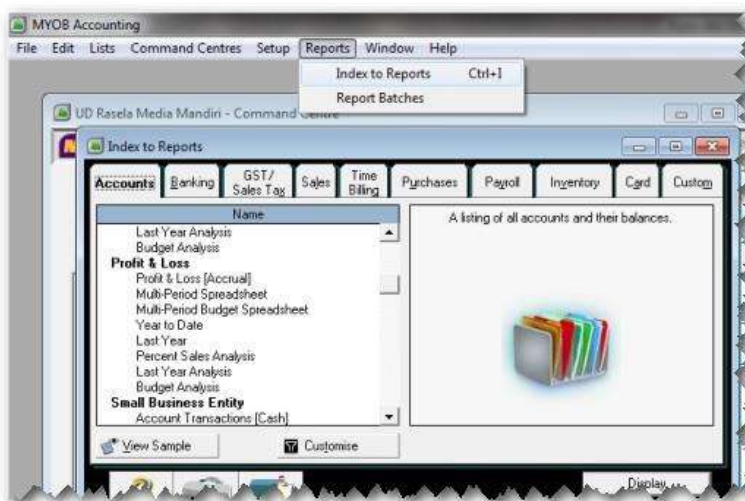 MYOB Accounting
File Edit Lists Command Centres Setup Reports Window Help
Index to Reports Ctrl+I
Report Batches
UD Rasela Media Mandiri - Command Centre
Index to Reports
Accounts Banking GST/ Sales Tax Sales Time Billing Purchases Payroll Inventory Card Custom
Name
Last Year Analysis
Budget Analysis
Profit & Loss
Profit & Loss [Accrual]
Multi-Period Spreadsheet
Multi-Period Budget Spreadsheet
Year to Date
Last Year
Percent Sales Analysis
Last Year Analysis
Budget Analysis
Small Business Entity
Account Transactions [Cash]
A listing of all accounts and their balances.
View Sample
Customise
Display